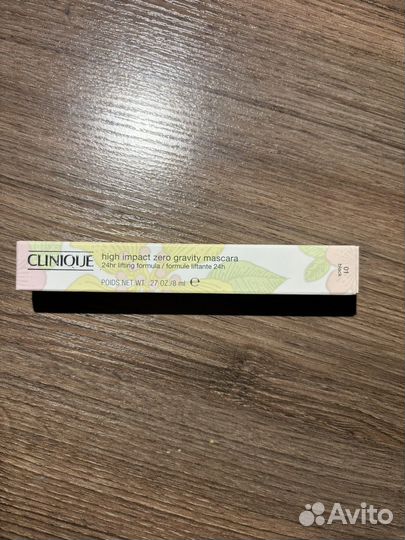 CLINIQUE
high impact zero gravity mascara
24hr lifting formula / formule liftante 24h
POIDS.NET WT. .27 OZ./8 ml ℮
01
black
Avito